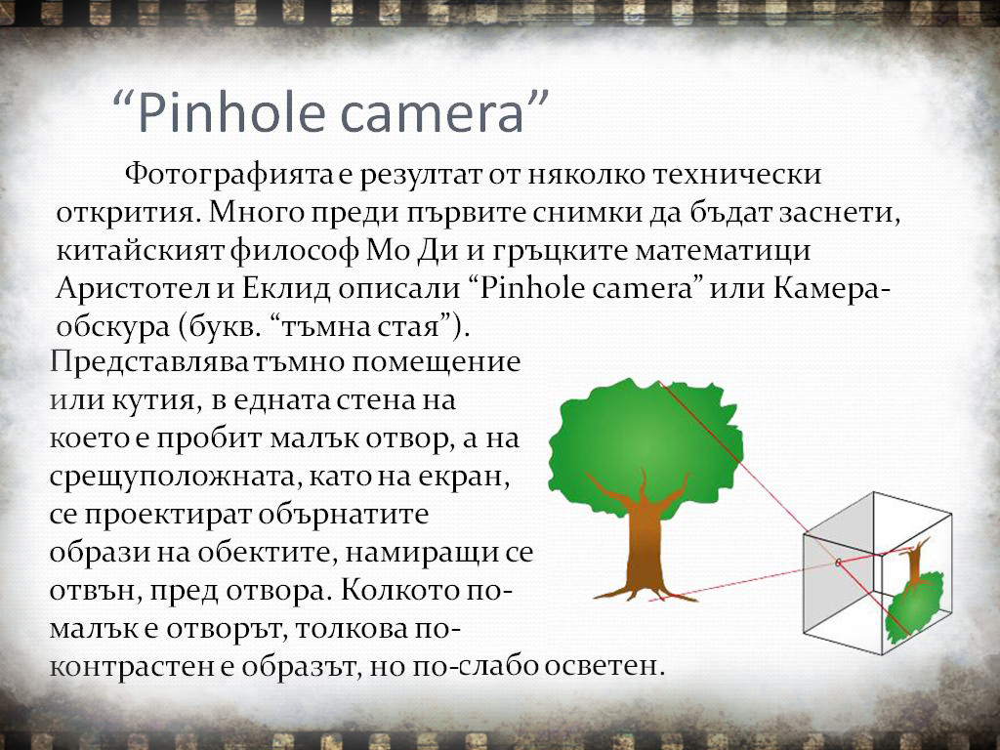 “Pinhole camera”
Фотографията е резултат от няколко технически
открития. Много преди първите снимки да бъдат заснети,
китайският философ Мо Ди и гръцките математици
Аристотел и Еклид описали “Pinhole camera” или Камера-
обскура (букв. “тъмна стая”).
Представлява тъмно помещение
или кутия, в едната стена на
което е пробит малък отвор, а на
срещуположната, като на екран,
се проектират обърнатите
образи на обектите, намиращи се
отвън, пред отвора. Колкото по-
малък е отворът, толкова по-
контрастен е образът, но по-слабо осветен.